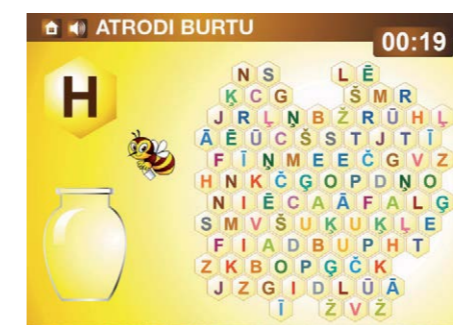 ATRODI BURTU
00:19
H
N S L Ē
Ķ C G Š M R
J R Ļ Ņ B Ž R Ū H Ļ
Ā Ē Ū C Š S T J T Ī
F Ī Ņ M E E Č G V Z
H N K Č Ģ O P D Ņ O
N I Ē C A Ā F A L Ģ
S M V Š U Ķ U Ķ Ļ E
F I A D B U P H T
Z K B O P Ģ Č K
J Z G I D L Ū Ā
Ī Ž V Ž